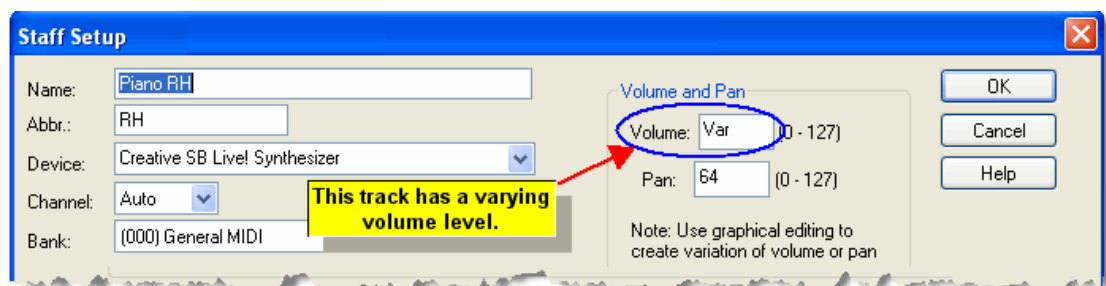 Staff Setup
Name: Piano RH
Abbr.: RH
Device: Creative SB Live! Synthesizer
Channel: Auto
Bank: (000) General MIDI
This track has a varying
volume level.
Volume and Pan
Volume: Var (0 - 127)
Pan: 64 (0 - 127)
Note: Use graphical editing to
create variation of volume or pan
OK
Cancel
Help